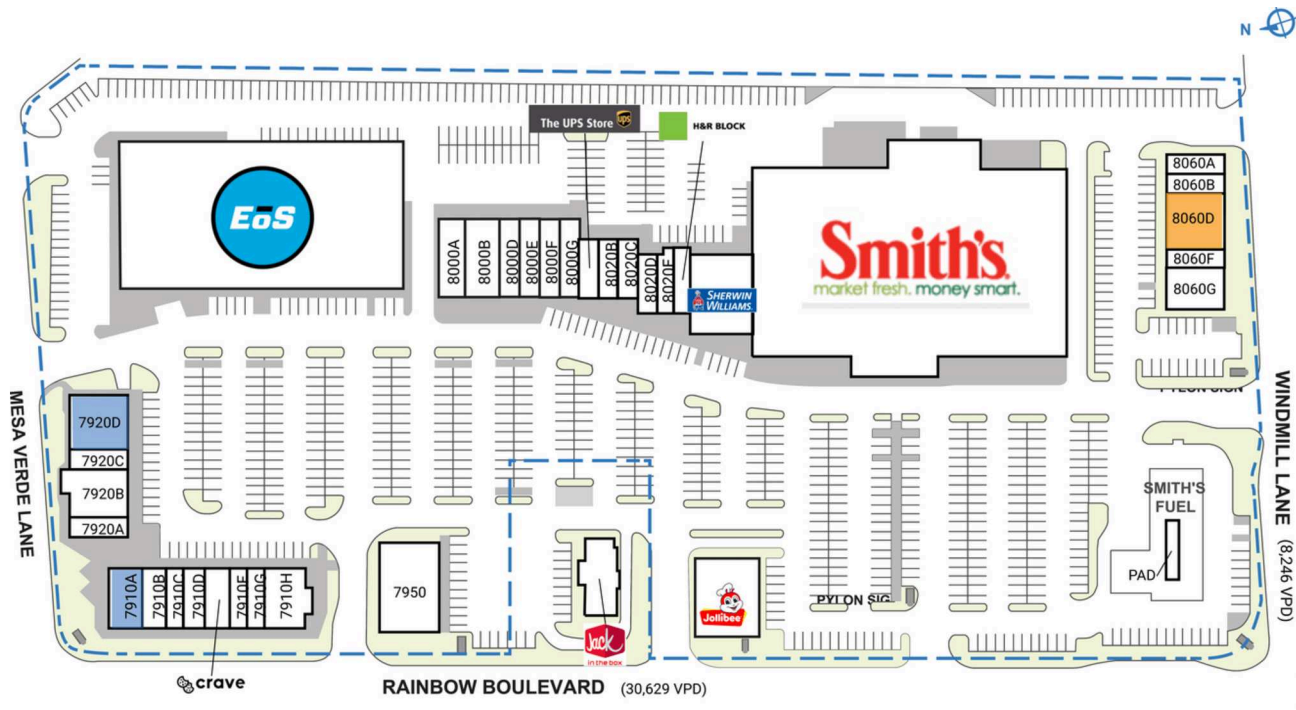 N
The UPS Store
ups
H&R BLOCK
EōS
8000A
8000B
8000D
8000E
8000F
8000G
8020B
8020C
8020D
8020F
SHERWIN
WILLIAMS
Smith's
market fresh. money smart.
8060A
8060B
8060D
8060F
8060G
PYLON SIGN
MESA VERDE LANE
7920D
7920C
7920B
7920A
7910A
7910B
7910C
7910D
7910F
7910G
7910H
crave
7950
Jack
in the box
Jollibee
PYLON SIG
SMITH'S
FUEL
PAD
WINDMILL LANE (8,246 VPD)
RAINBOW BOULEVARD (30,629 VPD)